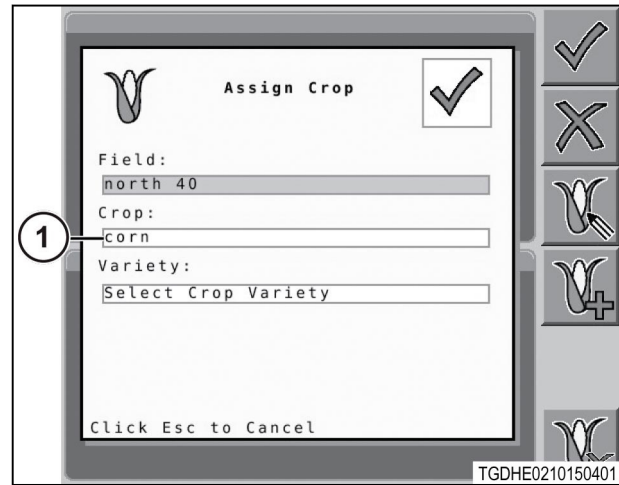 Assign Crop
Field:
north 40
Crop:
1
corn
Variety:
Select Crop Variety
Click Esc to Cancel
TGDHE0210150401